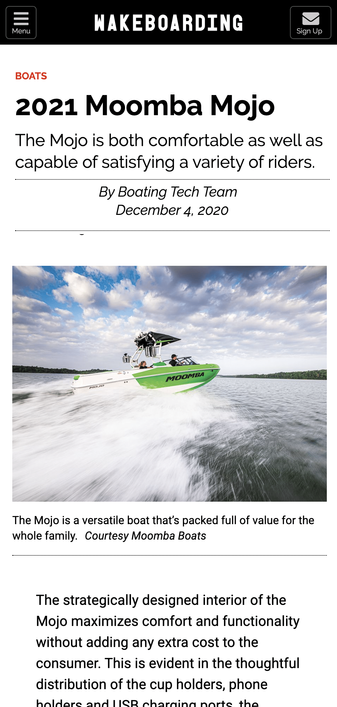 WAKEBOARDING
Menu
Sign Up
BOATS
2021 Moomba Mojo
The Mojo is both comfortable as well as
capable of satisfying a variety of riders.
By Boating Tech Team
December 4, 2020
MOOMBA
The Mojo is a versatile boat that's packed full of value for the
whole family. Courtesy Moomba Boats
The strategically designed interior of the
Mojo maximizes comfort and functionality
without adding any extra cost to the
consumer. This is evident in the thoughtful
distribution of the cup holders, phone
holders and USB charging ports, the